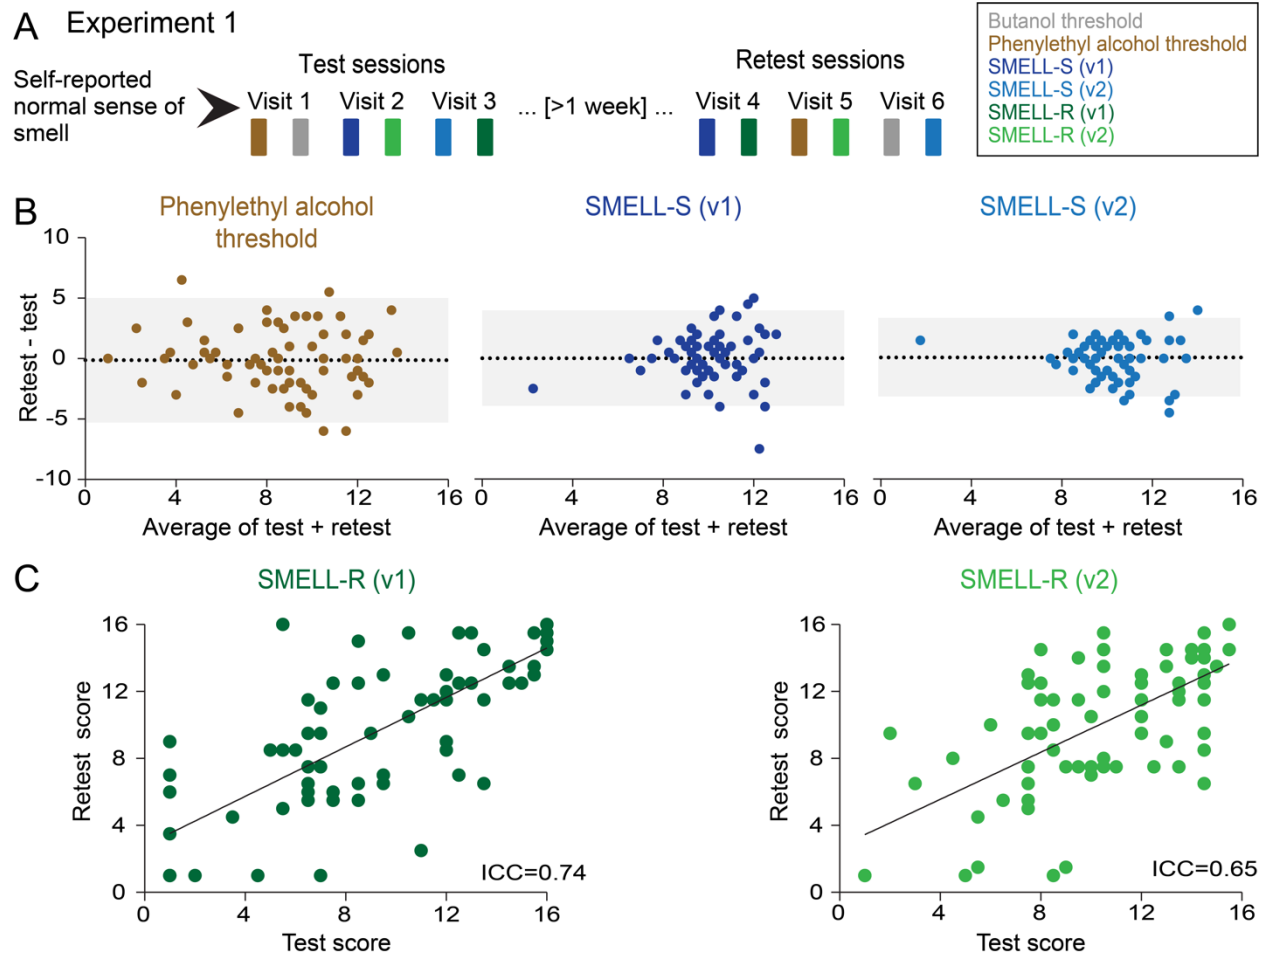 A Experiment 1
Self-reported
normal sense of
smell
Test sessions
Visit 1 Visit 2 Visit 3
... [>1 week] ...
Retest sessions
Visit 4 Visit 5 Visit 6
Butanol threshold
Phenylethyl alcohol threshold
SMELL-S (v1)
SMELL-S (v2)
SMELL-R (v1)
SMELL-R (v2)
B
Phenylethyl alcohol
threshold
Retest - test
10
5
0
-5
-10
0 4 8 12 16
Average of test + retest
SMELL-S (v1)
0 4 8 12 16
Average of test + retest
SMELL-S (v2)
0 4 8 12 16
Average of test + retest
C
SMELL-R (v1)
Retest score
16
12
8
4
0
ICC=0.74
0 4 8 12 16
Test score
SMELL-R (v2)
Retest score
16
12
8
4
0
ICC=0.65
0 4 8 12 16
Test score